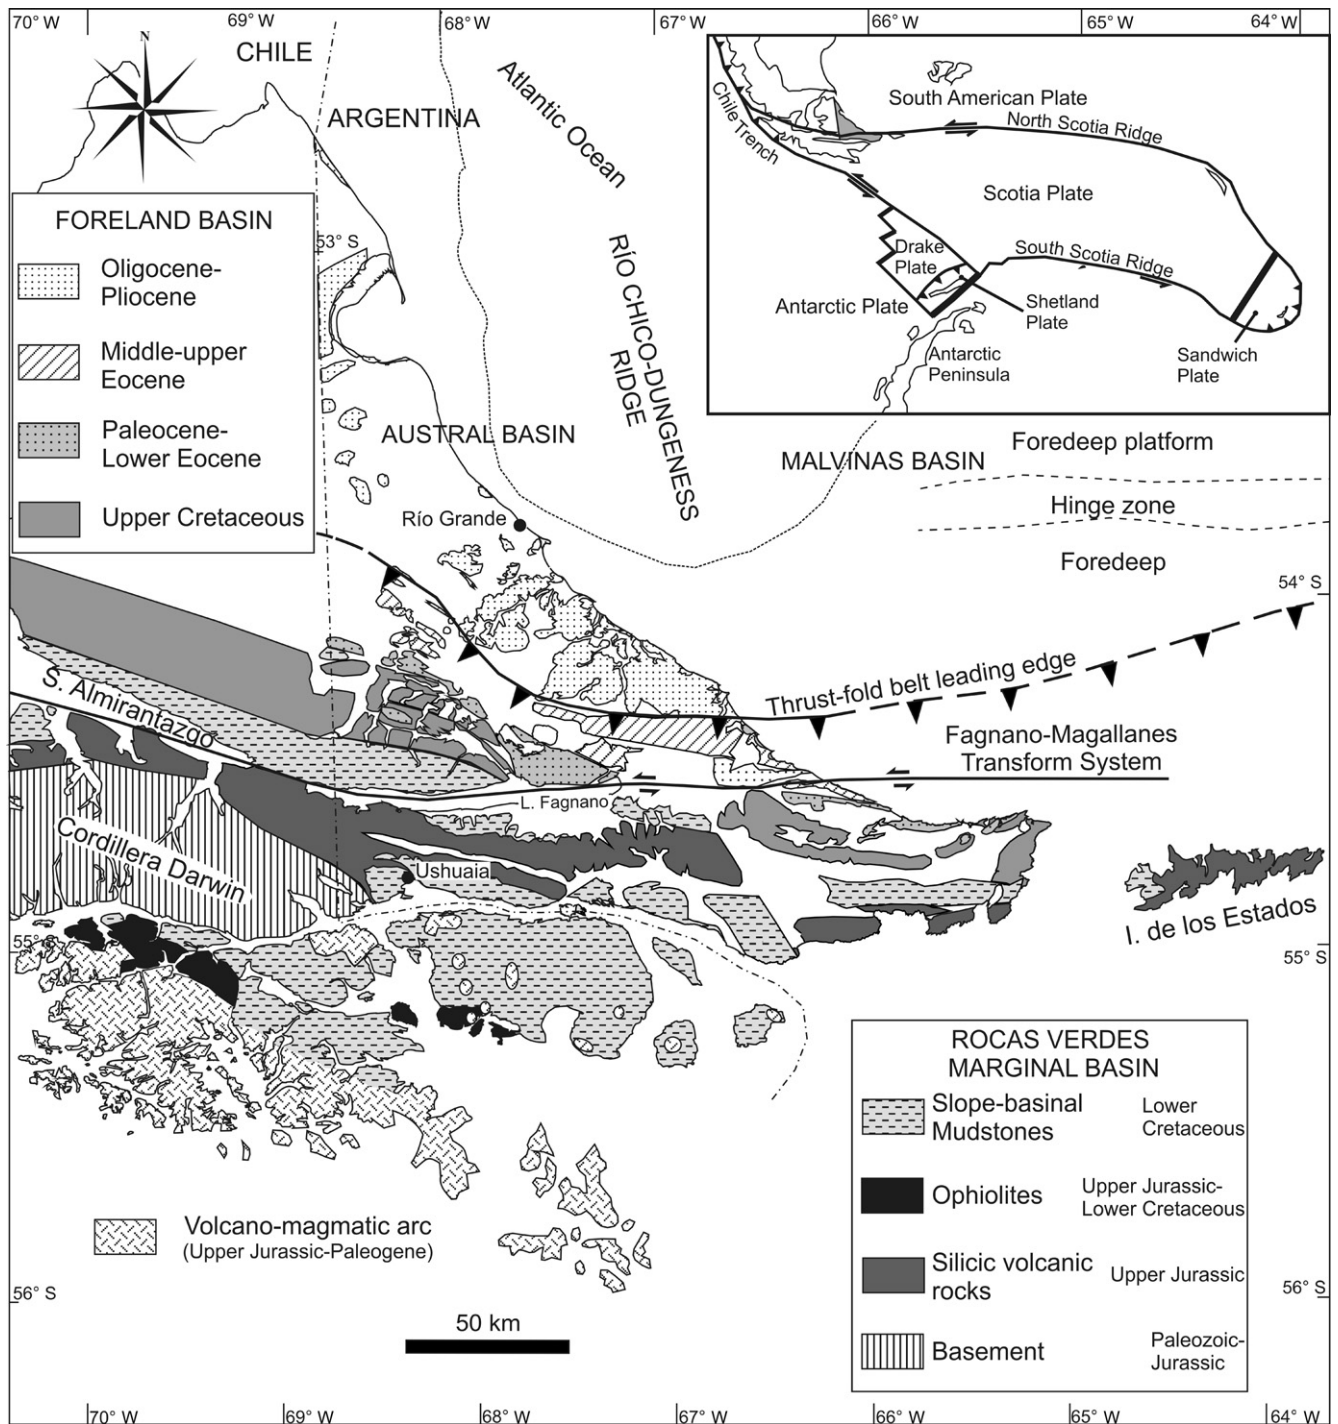 70° W
69° W
68° W
67° W
66° W
65° W
64° W
N
CHILE
ARGENTINA
Atlantic Ocean
RÍO CHICO-DUNGENESS
RIDGE
53° S
FORELAND BASIN
Oligocene-
Pliocene
Middle-upper
Eocene
Paleocene-
Lower Eocene
Upper Cretaceous
South American Plate
North Scotia Ridge
Chile Trench
Scotia Plate
South Scotia Ridge
Drake
Plate
Antarctic Plate
Shetland
Plate
Antarctic
Peninsula
Sandwich
Plate
AUSTRAL BASIN
MALVINAS BASIN
Foredeep platform
Hinge zone
Foredeep
Río Grande
54° S
Thrust-fold belt leading edge
S. Almirantazgo
Fagnano-Magallanes
Transform System
L. Fagnano
Cordillera Darwin
Ushuaia
I. de los Estados
55° S
55° S
ROCAS VERDES
MARGINAL BASIN
Slope-basinal
Mudstones
Lower
Cretaceous
Ophiolites
Upper Jurassic-
Lower Cretaceous
Silicic volcanic
rocks
Upper Jurassic
Basement
Paleozoic-
Jurassic
Volcano-magmatic arc
(Upper Jurassic-Paleogene)
56° S
56° S
50 km
70° W
69° W
68° W
67° W
66° W
65° W
64° W